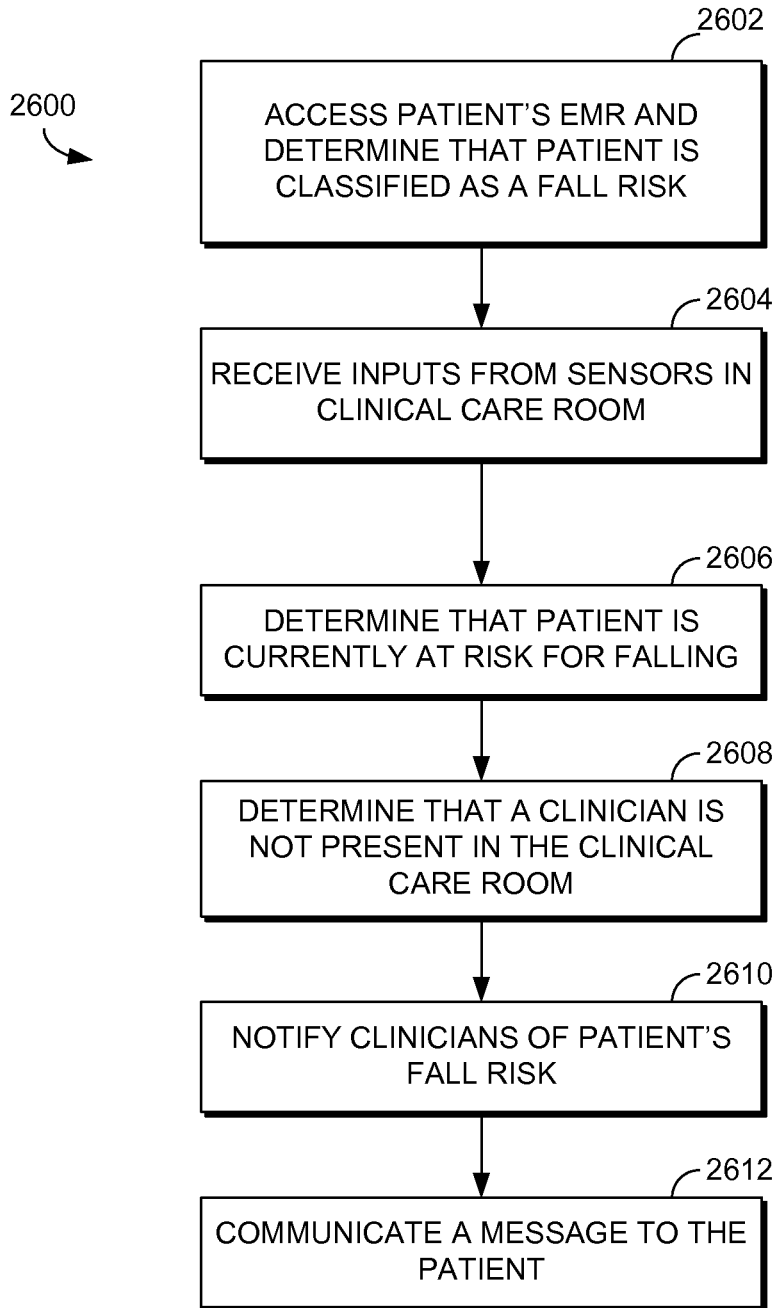 2602
2600
ACCESS PATIENT'S EMR AND
DETERMINE THAT PATIENT IS
CLASSIFIED AS A FALL RISK
2604
RECEIVE INPUTS FROM SENSORS IN
CLINICAL CARE ROOM
2606
DETERMINE THAT PATIENT IS
CURRENTLY AT RISK FOR FALLING
2608
DETERMINE THAT A CLINICIAN IS
NOT PRESENT IN THE CLINICAL
CARE ROOM
2610
NOTIFY CLINICIANS OF PATIENT'S
FALL RISK
2612
COMMUNICATE A MESSAGE TO THE
PATIENT